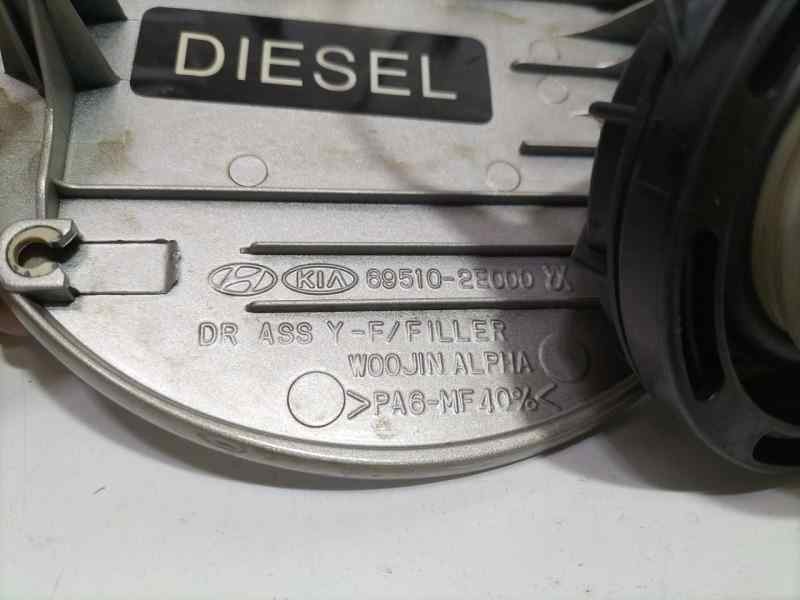 DIESEL
KIA 69510-2E000
DR ASS Y-F/FILLER
WOOJIN ALPHA
>PA6-MF40%<